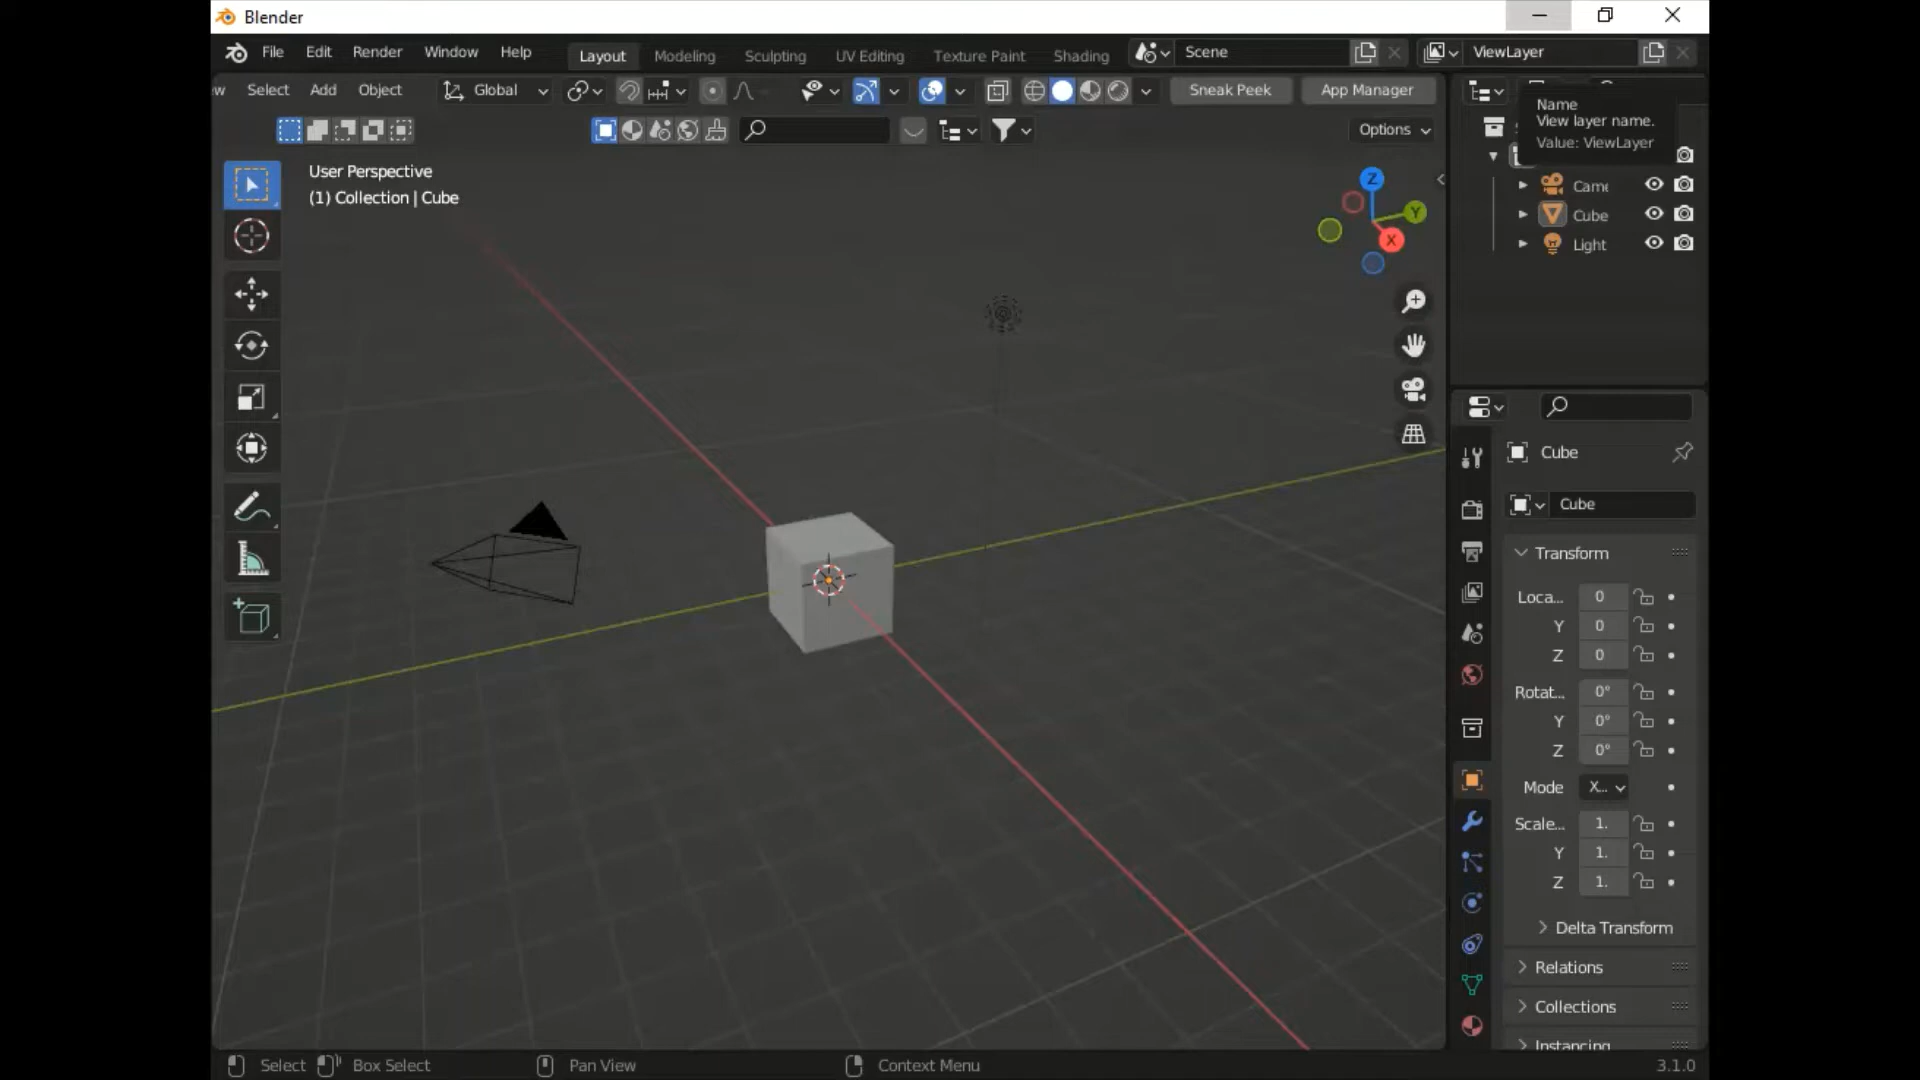 Blender
File Edit Render Window Help
Layout Modeling Sculpting UV Editing Texture Paint Shading
Scene
ViewLayer
Select Add Object
Global
Sneak Peek
App Manager
Options
Name
View layer name.
Value: ViewLayer
User Perspective
(1) Collection | Cube
Z
Y
X
Came
Cube
Light
Cube
Cube
Transform
Loca... 0
Y 0
Z 0
Rotat... 0°
Y 0°
Z 0°
Mode X...
Scale... 1.
Y 1.
Z 1.
Delta Transform
Relations
Collections
Instancing
Select Box Select Pan View Context Menu 3.1.0